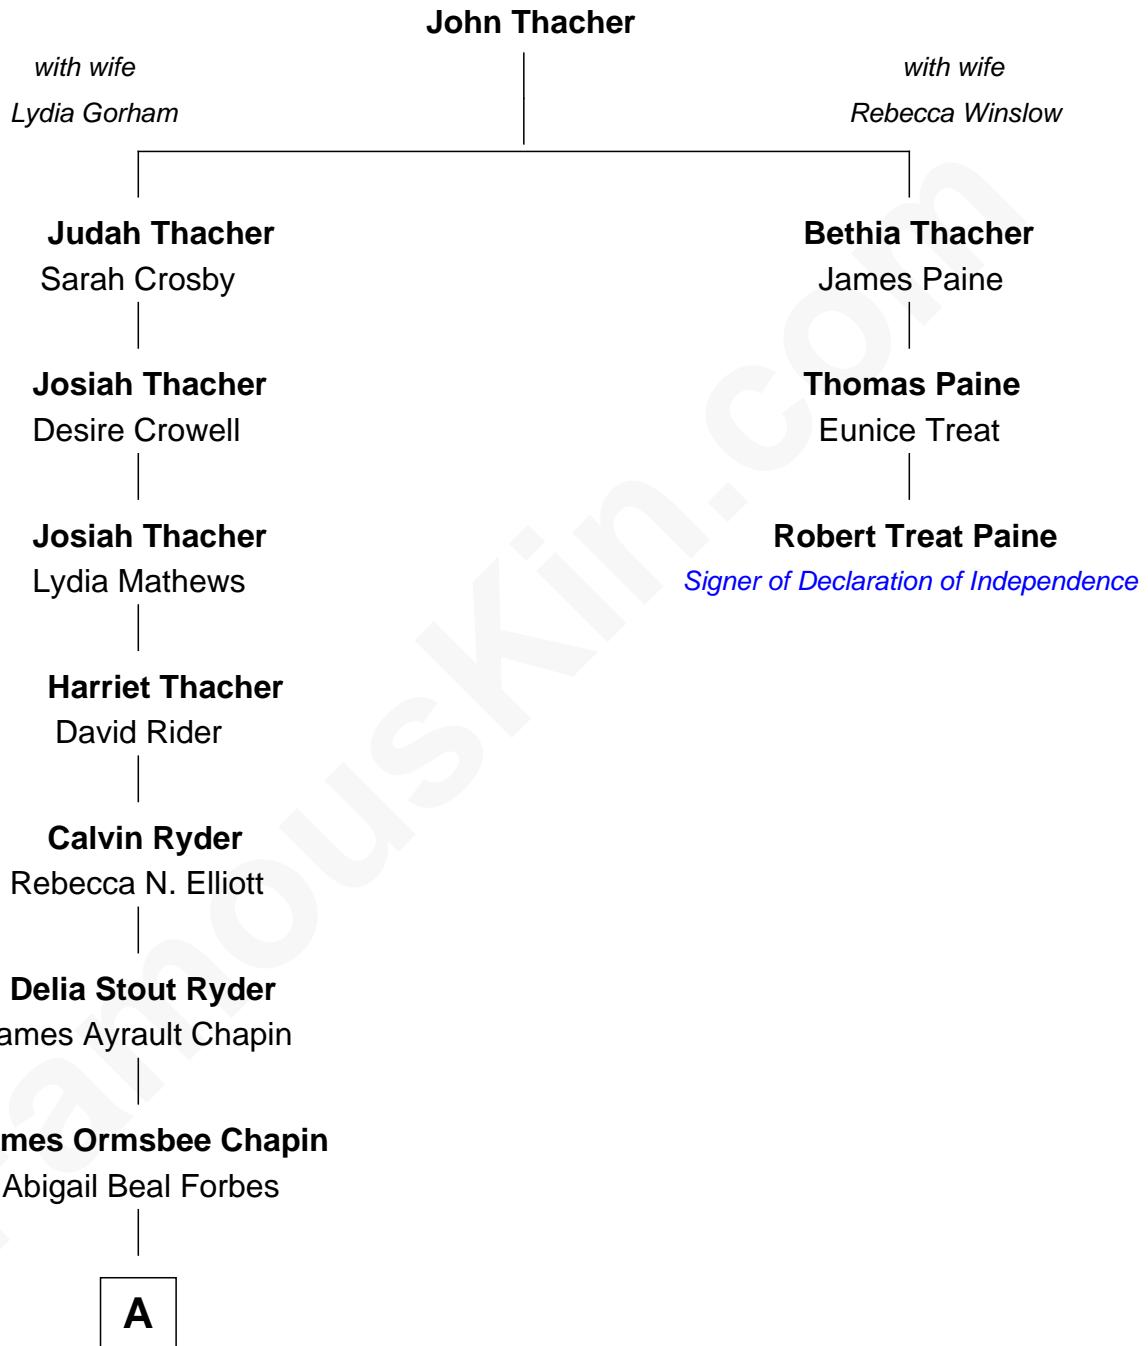 John Thacher
with wife
Lydia Gorham
with wife
Rebecca Winslow
Judah Thacher
Sarah Crosby
Bethia Thacher
James Paine
Josiah Thacher
Desire Crowell
Thomas Paine
Eunice Treat
Josiah Thacher
Lydia Mathews
Robert Treat Paine
Signer of Declaration of Independence
Harriet Thacher
David Rider
Calvin Ryder
Rebecca N. Elliott
Delia Stout Ryder
ames Ayrault Chapin
mes Ormsbee Chapin
Abigail Beal Forbes
A
FamousKin.com